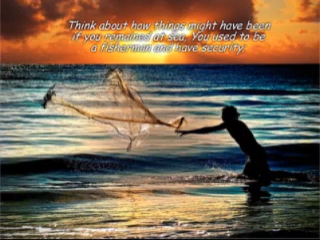 Think about how things might have been
if you remained at sea. You used to be
a fisherman and have security.